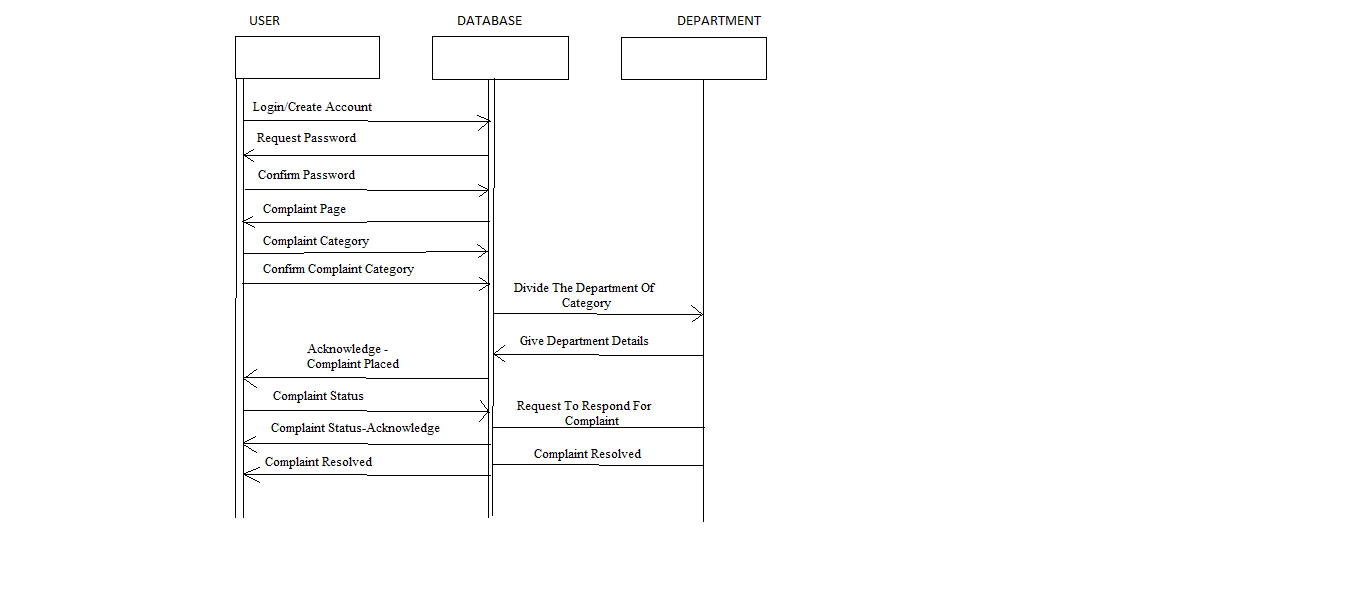 USER
DATABASE
DEPARTMENT
Login/Create Account
Request Password
Confirm Password
Complaint Page
Complaint Category
Confirm Complaint Category
Divide The Department Of
Category
Give Department Details
Acknowledge -
Complaint Placed
Complaint Status
Request To Respond For
Complaint
Complaint Status-Acknowledge
Complaint Resolved
Complaint Resolved